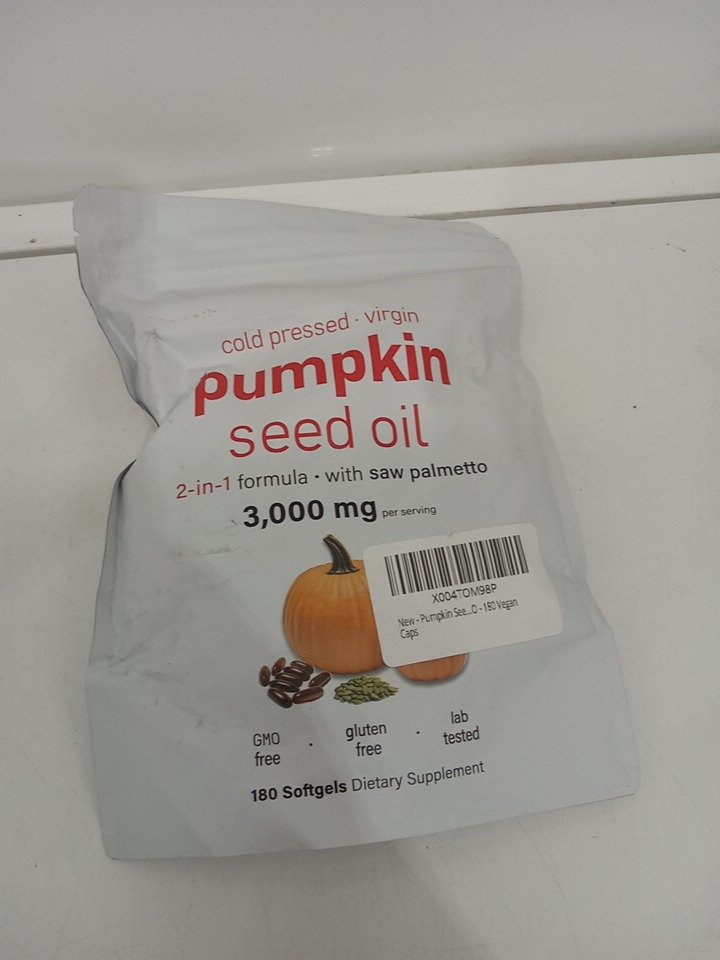 cold pressed · virgin
pumpkin
seed oil
2-in-1 formula · with saw palmetto
3,000 mg per serving
X004TOM98P
New - Pumpkin See...O - 180 Vegan
Caps
GMO free · gluten free · lab tested
180 Softgels Dietary Supplement